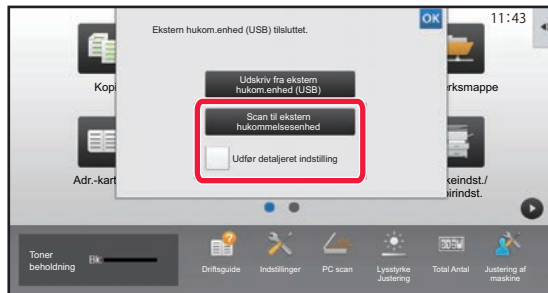 OK
11:43
Ekstern hukom.enhed (USB) tilsluttet.
Udskriv fra ekstern
hukom.enhed (USB)
Kopi
rksmappe
Scan til ekstern
hukommelsesenhed
Udfør detaljeret indstilling
Adr.-kart
keindst./
pirindst.
Toner
beholdning
Bk
Driftsguide
Indstillinger
PC scan
Lysstyrke
Justering
Total Antal
Justering af
maskine